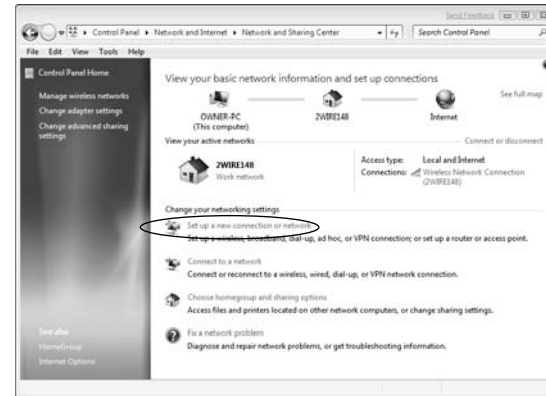 Send Feedback
Control Panel ▸ Network and Internet ▸ Network and Sharing Center
Search Control Panel
File Edit View Tools Help
Control Panel Home
Manage wireless networks
Change adapter settings
Change advanced sharing
settings
See also
HomeGroup
Internet Options
View your basic network information and set up connections
See full map
OWNER-PC
(This computer)
2WIRE148
Internet
View your active networks
Connect or disconnect
2WIRE148
Work network
Access type: Local and Internet
Connections: Wireless Network Connection
(2WIRE148)
Change your networking settings
Set up a new connection or network
Set up a wireless, broadband, dial-up, ad hoc, or VPN connection; or set up a router or access point.
Connect to a network
Connect or reconnect to a wireless, wired, dial-up, or VPN network connection.
Choose homegroup and sharing options
Access files and printers located on other network computers, or change sharing settings.
Fix a network problem
Diagnose and repair network problems, or get troubleshooting information.